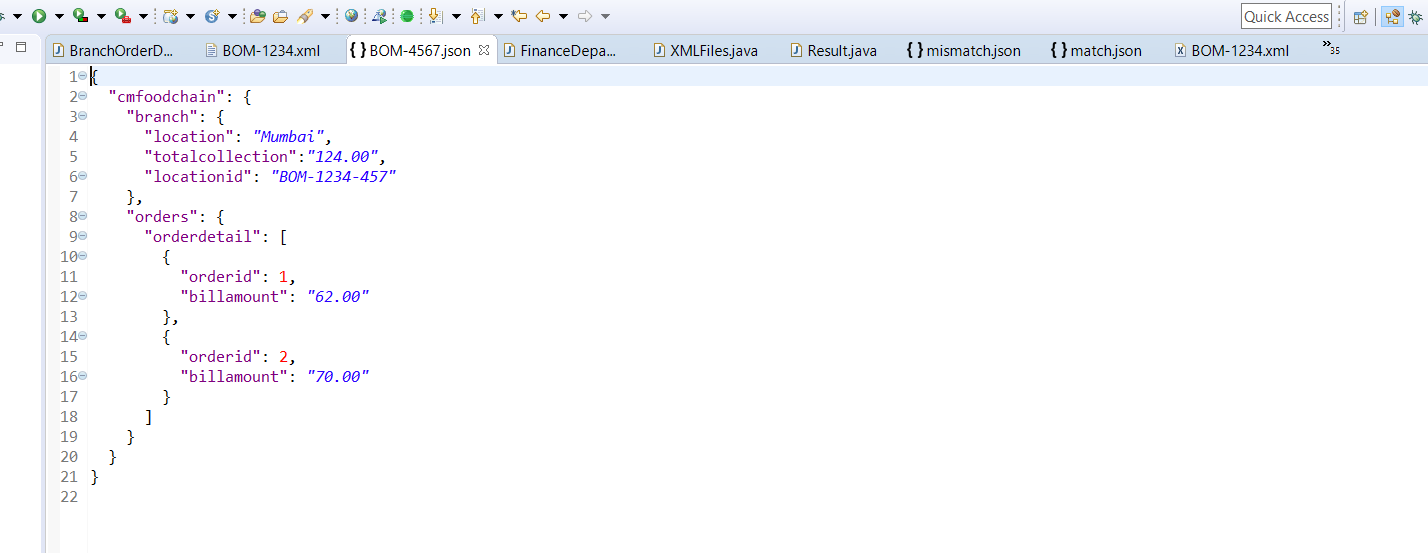 Quick Access
BranchOrderD... BOM-1234.xml {} BOM-4567.json FinanceDepa... XMLFiles.java Result.java {} mismatch.json {} match.json BOM-1234.xml »35
1 {
2 "cmfoodchain": {
3 "branch": {
4 "location": "Mumbai",
5 "totalcollection":"124.00",
6 "locationid": "BOM-1234-457"
7 },
8 "orders": {
9 "orderdetail": [
10 {
11 "orderid": 1,
12 "billamount": "62.00"
13 },
14 {
15 "orderid": 2,
16 "billamount": "70.00"
17 }
18 ]
19 }
20 }
21 }
22